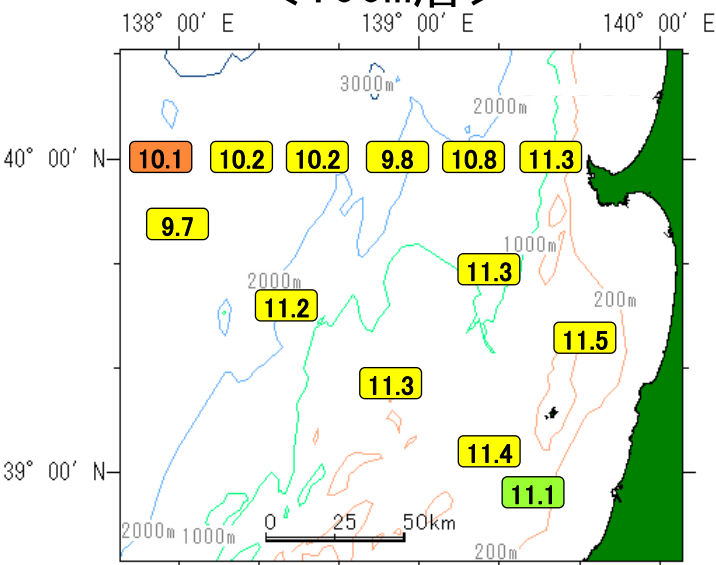 138° 00′ E 139° 00′ E 140° 00′ E
3000m
2000m
40° 00′ N
10.1 10.2 10.2 9.8 10.8 11.3
9.7
1000m
11.3
2000m
11.2
200m
11.5
11.3
11.4
39° 00′ N
11.1
0 25 50km
2000m 1000m
200m